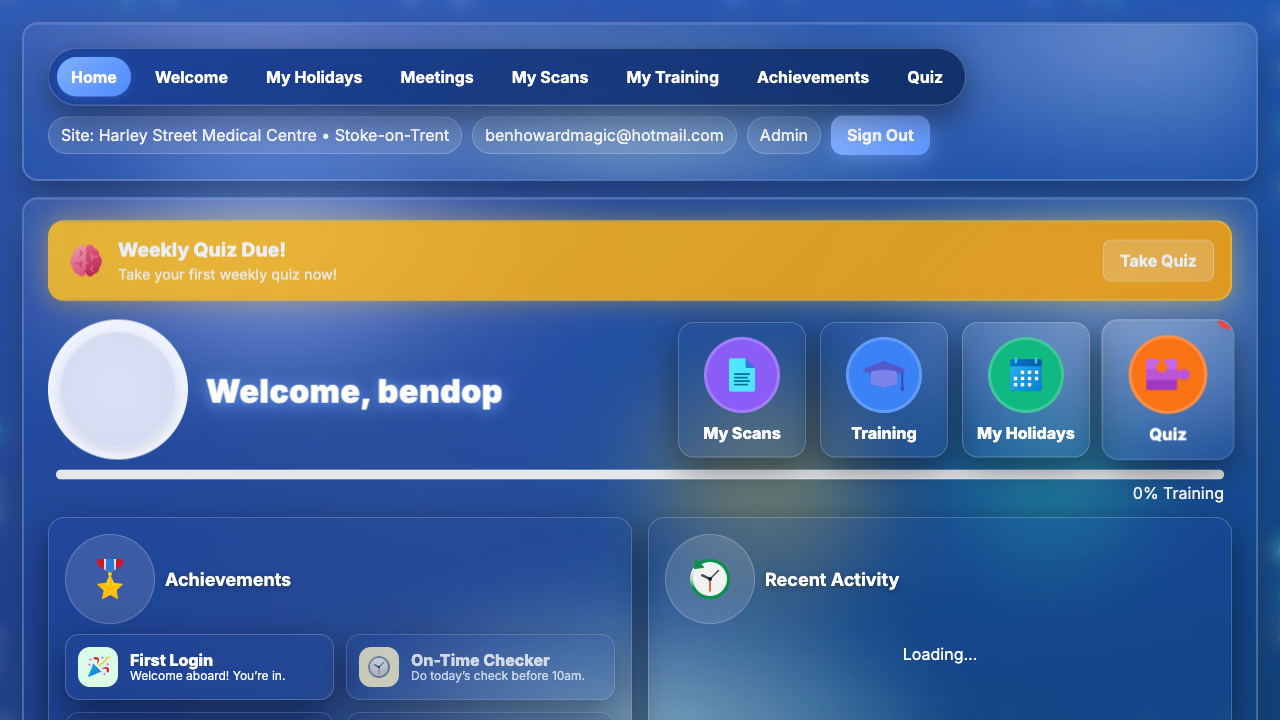 Home Welcome My Holidays Meetings My Scans My Training Achievements Quiz
Site: Harley Street Medical Centre • Stoke-on-Trent benhowardmagic@hotmail.com Admin Sign Out
Weekly Quiz Due!
Take your first weekly quiz now!
Take Quiz
Welcome, bendop
My Scans Training My Holidays Quiz
0% Training
Achievements
First Login
Welcome aboard! You’re in.
On-Time Checker
Do today’s check before 10am.
Recent Activity
Loading…